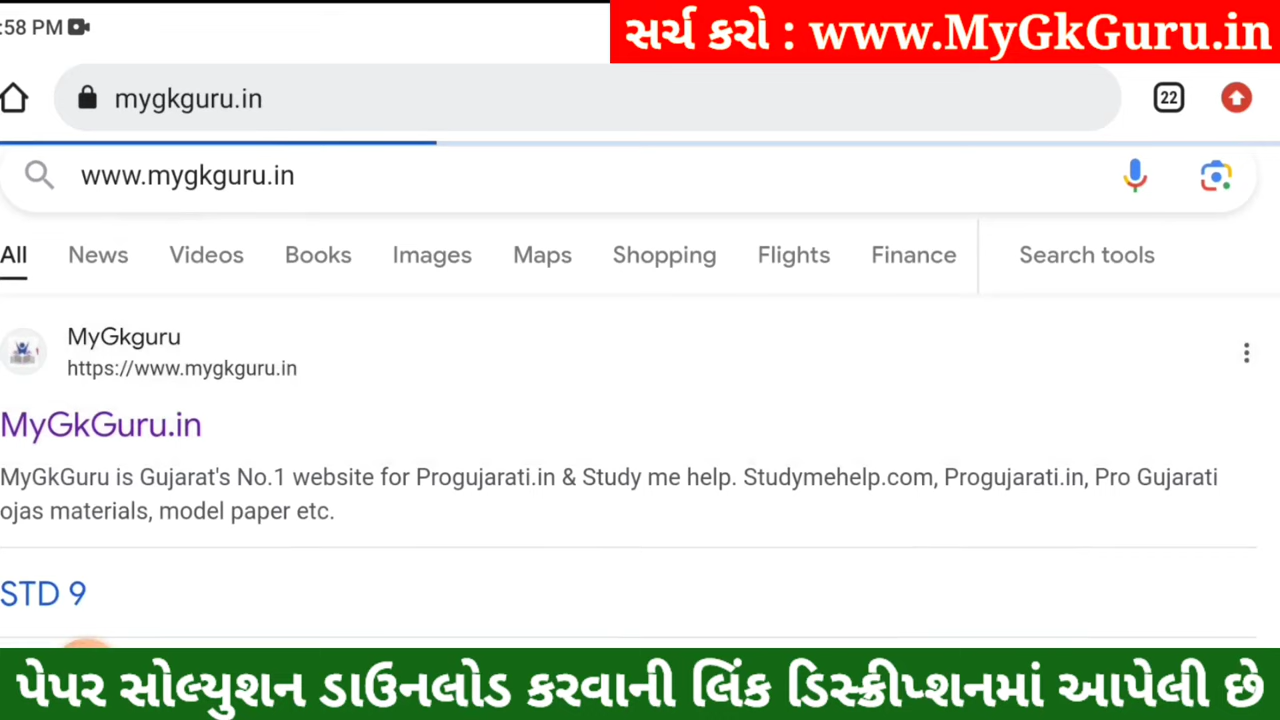 :58 PM
સર્ચ કરો : www.MyGkGuru.in
mygkguru.in
22
www.mygkguru.in
All News Videos Books Images Maps Shopping Flights Finance Search tools
MyGkguru
https://www.mygkguru.in
MyGkGuru.in
MyGkGuru is Gujarat's No.1 website for Progujarati.in & Study me help. Studymehelp.com, Progujarati.in, Pro Gujarati
ojas materials, model paper etc.
STD 9
પેપર સોલ્યુશન ડાઉનલોડ કરવાની લિંક ડિસ્ક્રીપ્શનમાં આપેલી છે